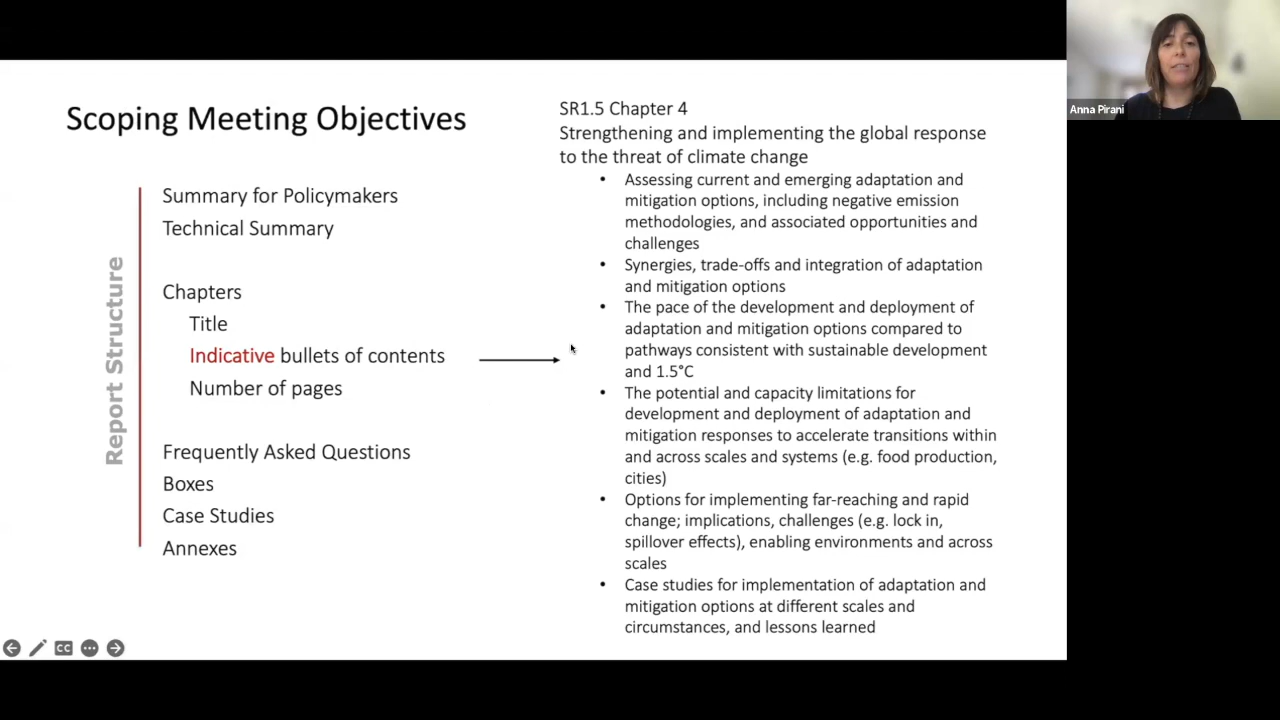 Scoping Meeting Objectives
Report Structure
Summary for Policymakers
Technical Summary
Chapters
Title
Indicative bullets of contents
Number of pages
Frequently Asked Questions
Boxes
Case Studies
Annexes
SR1.5 Chapter 4
Strengthening and implementing the global response
to the threat of climate change
• Assessing current and emerging adaptation and
mitigation options, including negative emission
methodologies, and associated opportunities and
challenges
• Synergies, trade-offs and integration of adaptation
and mitigation options
• The pace of the development and deployment of
adaptation and mitigation options compared to
pathways consistent with sustainable development
and 1.5°C
• The potential and capacity limitations for
development and deployment of adaptation and
mitigation responses to accelerate transitions within
and across scales and systems (e.g. food production,
cities)
• Options for implementing far-reaching and rapid
change; implications, challenges (e.g. lock in,
spillover effects), enabling environments and across
scales
• Case studies for implementation of adaptation and
mitigation options at different scales and
circumstances, and lessons learned
CC
Anna Pirani